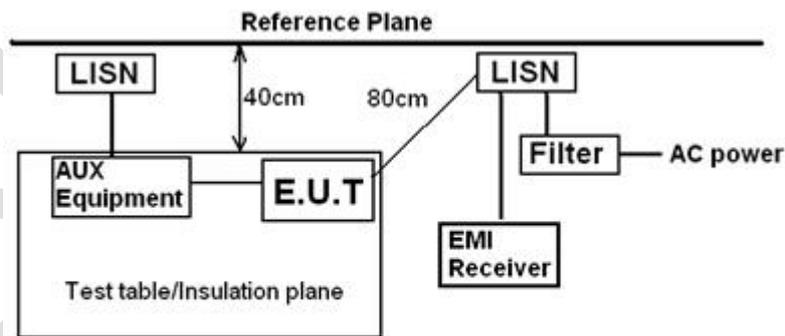 Reference Plane
LISN
40cm
80cm
LISN
Filter
AC power
AUX
Equipment
E.U.T
EMI
Receiver
Test table/Insulation plane